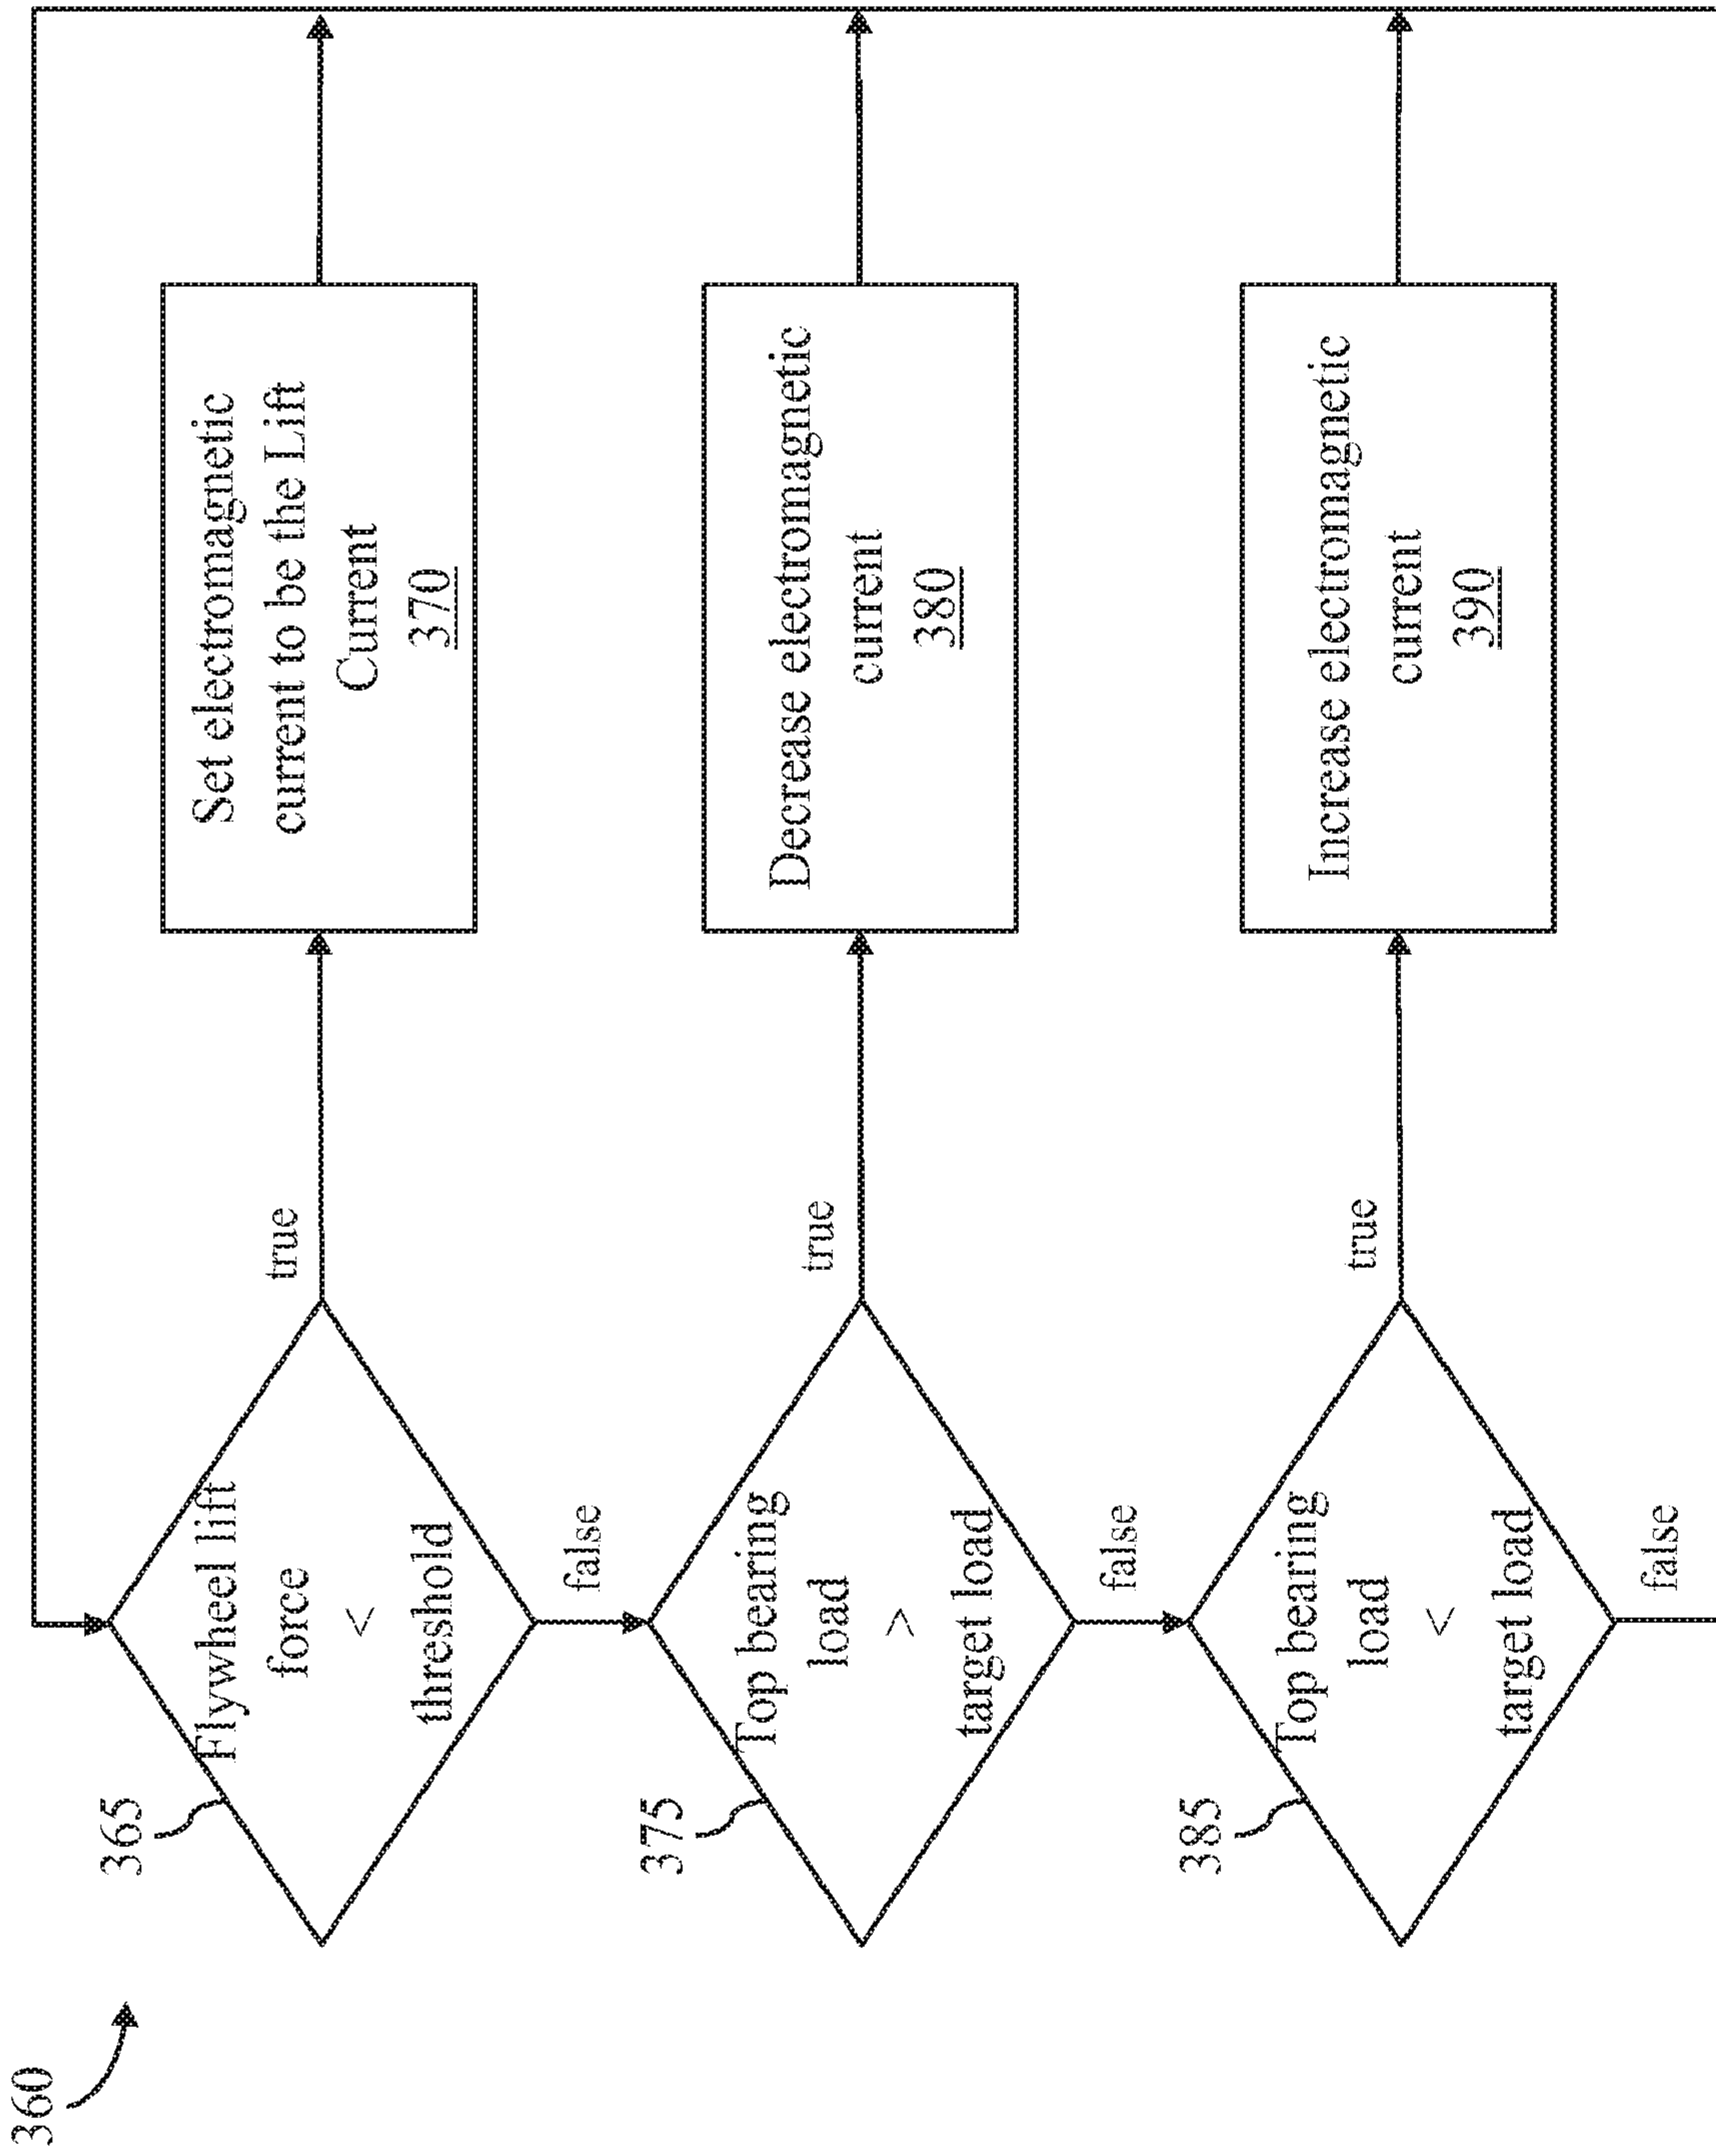 360
365
Flywheel lift
force
<
threshold
true
false
Set electromagnetic
current to be the Lift
Current
370
375
Top bearing
load
>
target load
true
false
Decrease electromagnetic
current
380
385
Top bearing
load
<
target load
true
false
Increase electromagnetic
current
390